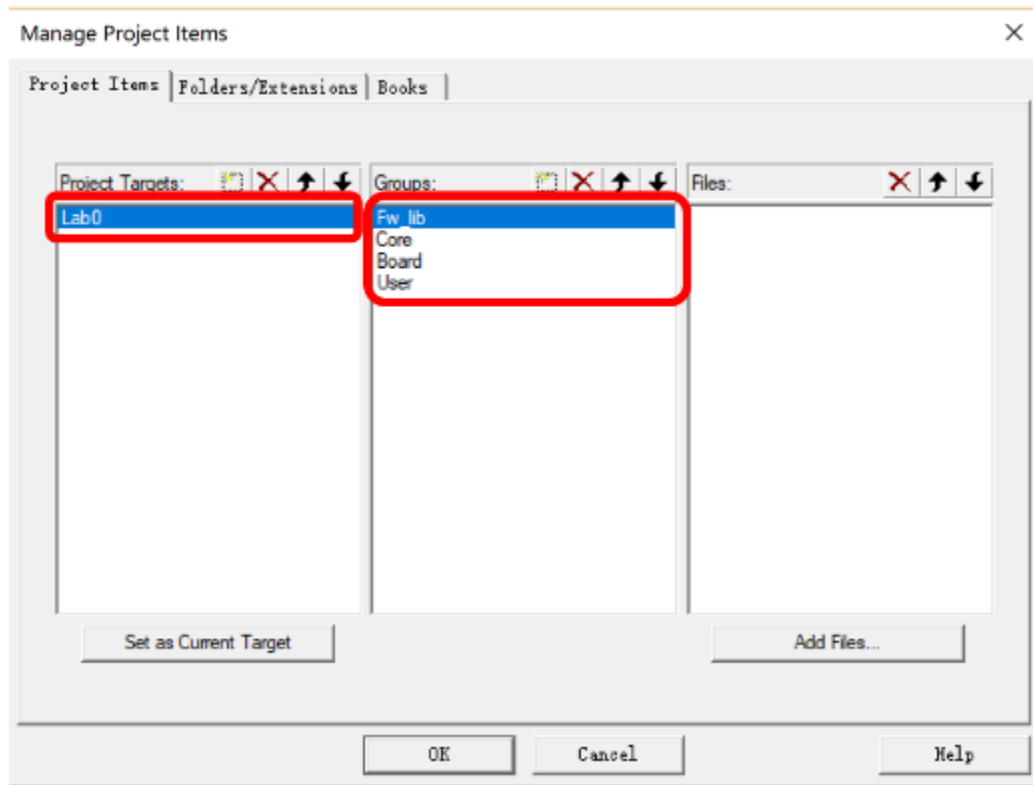 Manage Project Items
Project Items Folders/Extensions Books
Project Targets: Groups: Files:
Lab0 Fw_lib
Core
Board
User
Set as Current Target Add Files...
OK Cancel Help